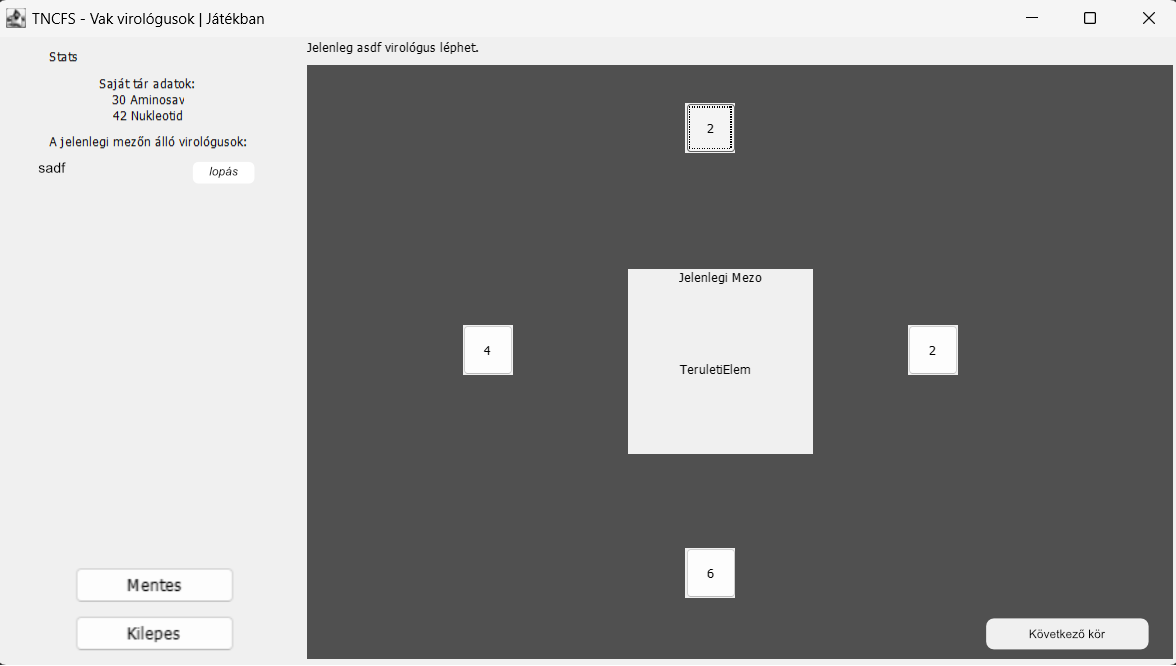 TNCFS - Vak virológusok | Játékban
Stats
Saját tár adatok:
30 Aminosav
42 Nukleotid
A jelenlegi mezőn álló virológusok:
sadf lopás
Mentes
Kilepes
Jelenleg asdf virológus léphet.
2
Jelenlegi Mezo
4
TeruletiElem
2
6
Következő kör